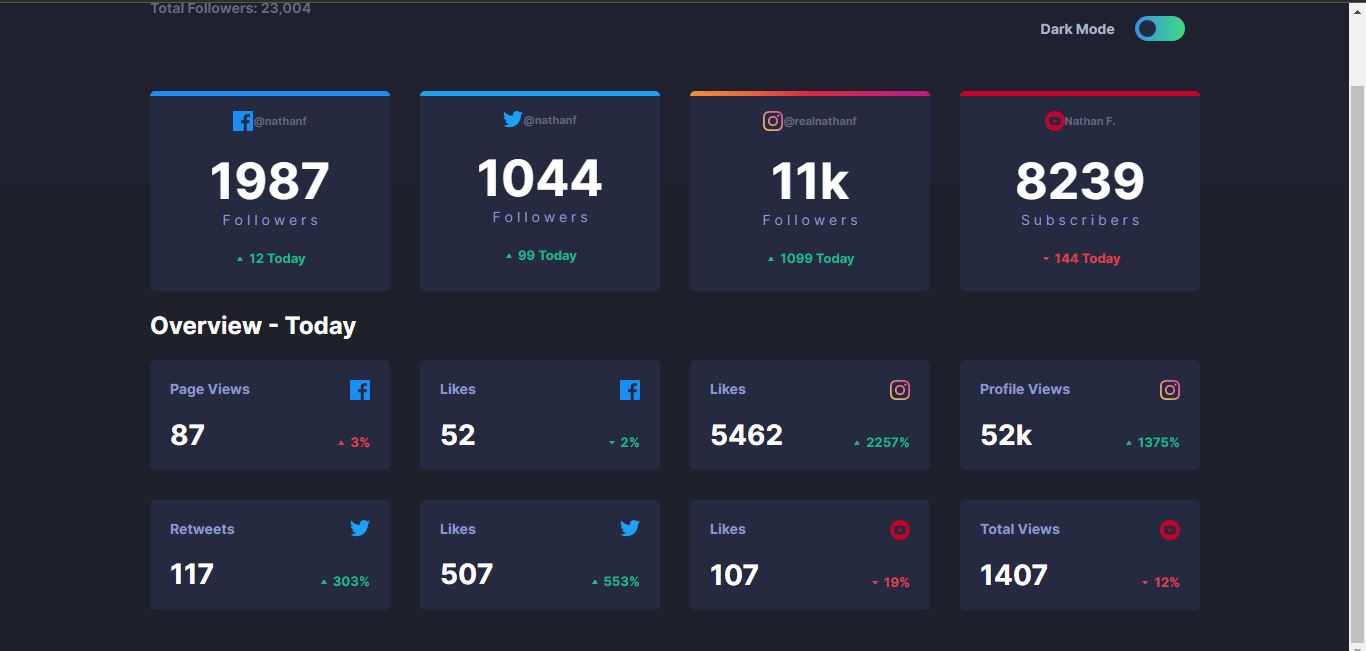 Total Followers: 23,004
Dark Mode
@nathanf
@nathanf
@realnathanf
Nathan F.
1987
1044
11k
8239
Followers
Followers
Followers
Subscribers
12 Today
99 Today
1099 Today
144 Today
Overview - Today
Page Views
Likes
Likes
Profile Views
87
3%
52
2%
5462
2257%
52k
1375%
Retweets
Likes
Likes
Total Views
117
303%
507
553%
107
19%
1407
12%